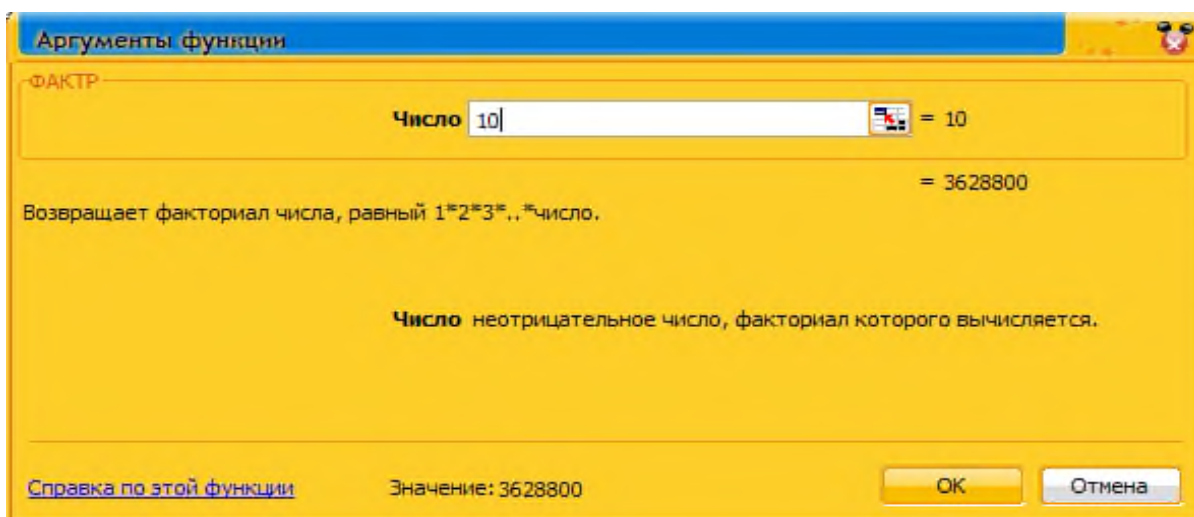 Аргументы функции
ФАКТР
Число 10 = 10
= 3628800
Возвращает факториал числа, равный 1*2*3*..*число.
Число неотрицательное число, факториал которого вычисляется.
Справка по этой функции Значение: 3628800 OK Отмена